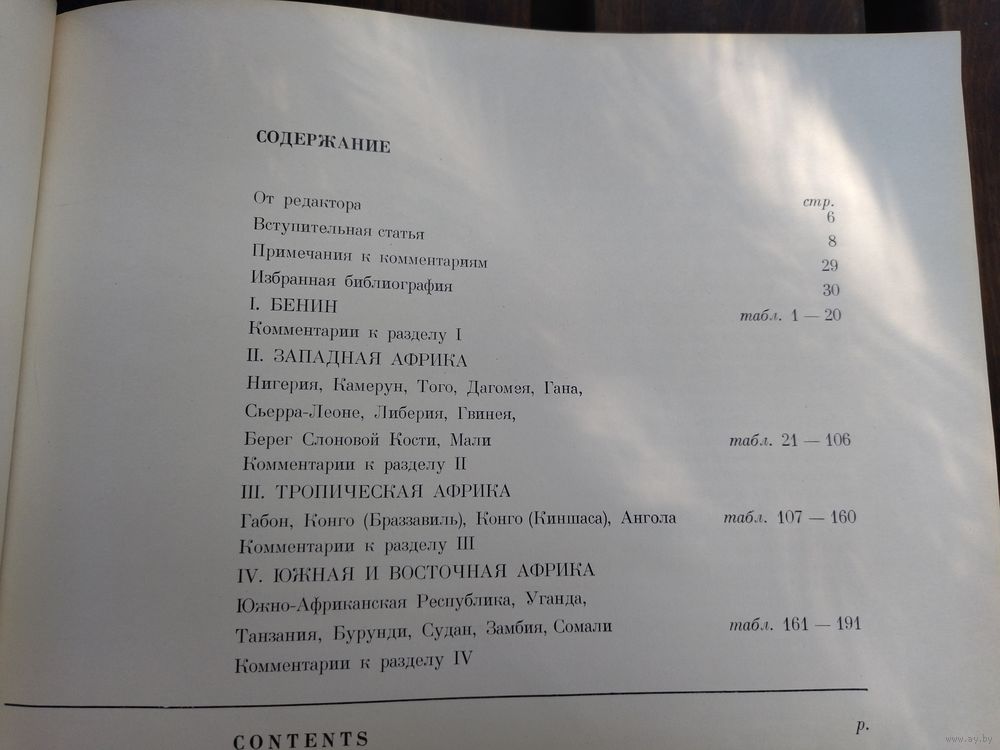 СОДЕРЖАНИЕ
стр.
От редактора 6
Вступительная статья 8
Примечания к комментариям 29
Избранная библиография 30
I. БЕНИН табл. 1 — 20
Комментарии к разделу I
II. ЗАПАДНАЯ АФРИКА
Нигерия, Камерун, Того, Дагомея, Гана,
Сьерра-Леоне, Либерия, Гвинея,
Берег Слоновой Кости, Мали табл. 21 — 106
Комментарии к разделу II
III. ТРОПИЧЕСКАЯ АФРИКА
Габон, Конго (Браззавиль), Конго (Киншаса), Ангола табл. 107 — 160
Комментарии к разделу III
IV. ЮЖНАЯ И ВОСТОЧНАЯ АФРИКА
Южно-Африканская Республика, Уганда,
Танзания, Бурунди, Судан, Замбия, Сомали табл. 161 — 191
Комментарии к разделу IV
p.
CONTENTS
www.ay.by